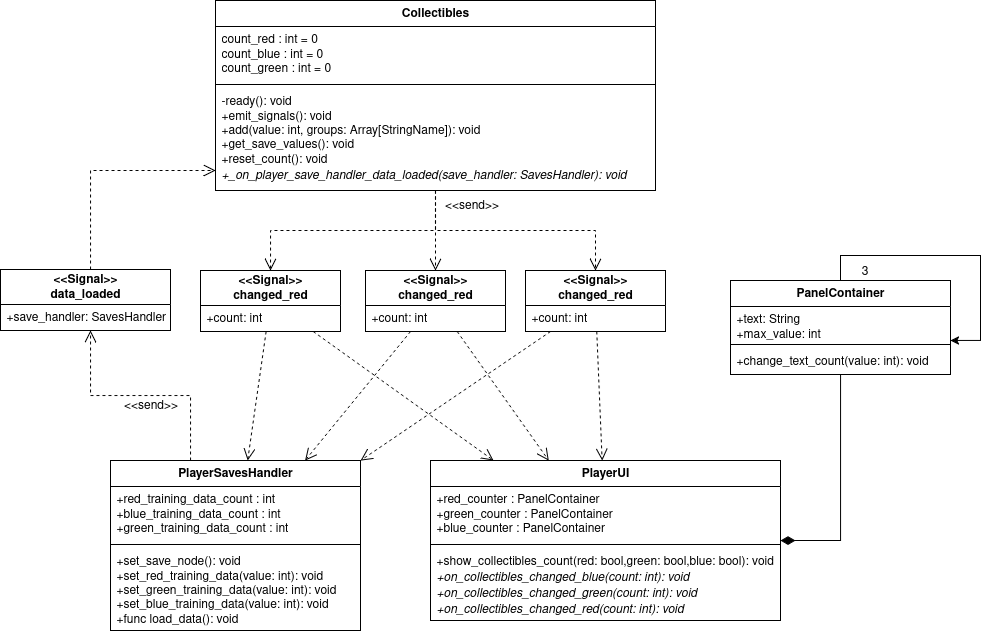 Collectibles
count_red : int = 0
count_blue : int = 0
count_green : int = 0
-ready(): void
+emit_signals(): void
+add(value: int, groups: Array[StringName]): void
+get_save_values(): void
+reset_count(): void
+_on_player_save_handler_data_loaded(save_handler: SavesHandler): void
<<send>>
<<Signal>>
data_loaded
+save_handler: SavesHandler
<<Signal>>
changed_red
+count: int
<<Signal>>
changed_red
+count: int
<<Signal>>
changed_red
+count: int
3
PanelContainer
+text: String
+max_value: int
+change_text_count(value: int): void
<<send>>
PlayerSavesHandler
+red_training_data_count : int
+blue_training_data_count : int
+green_training_data_count : int
+set_save_node(): void
+set_red_training_data(value: int): void
+set_green_training_data(value: int): void
+set_blue_training_data(value: int): void
+func load_data(): void
PlayerUI
+red_counter : PanelContainer
+green_counter : PanelContainer
+blue_counter : PanelContainer
+show_collectibles_count(red: bool,green: bool,blue: bool): void
+on_collectibles_changed_blue(count: int): void
+on_collectibles_changed_green(count: int): void
+on_collectibles_changed_red(count: int): void